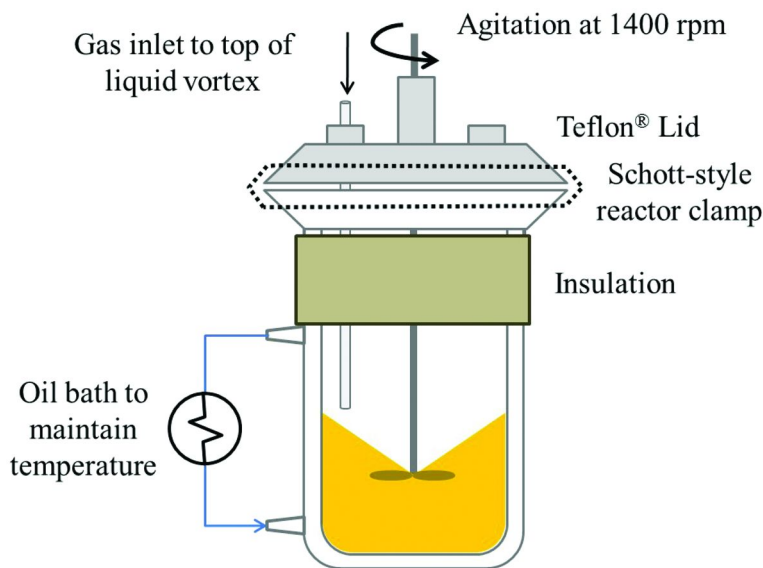 Gas inlet to top of
liquid vortex
Agitation at 1400 rpm
Teflon® Lid
Schott-style
reactor clamp
Insulation
Oil bath to
maintain
temperature